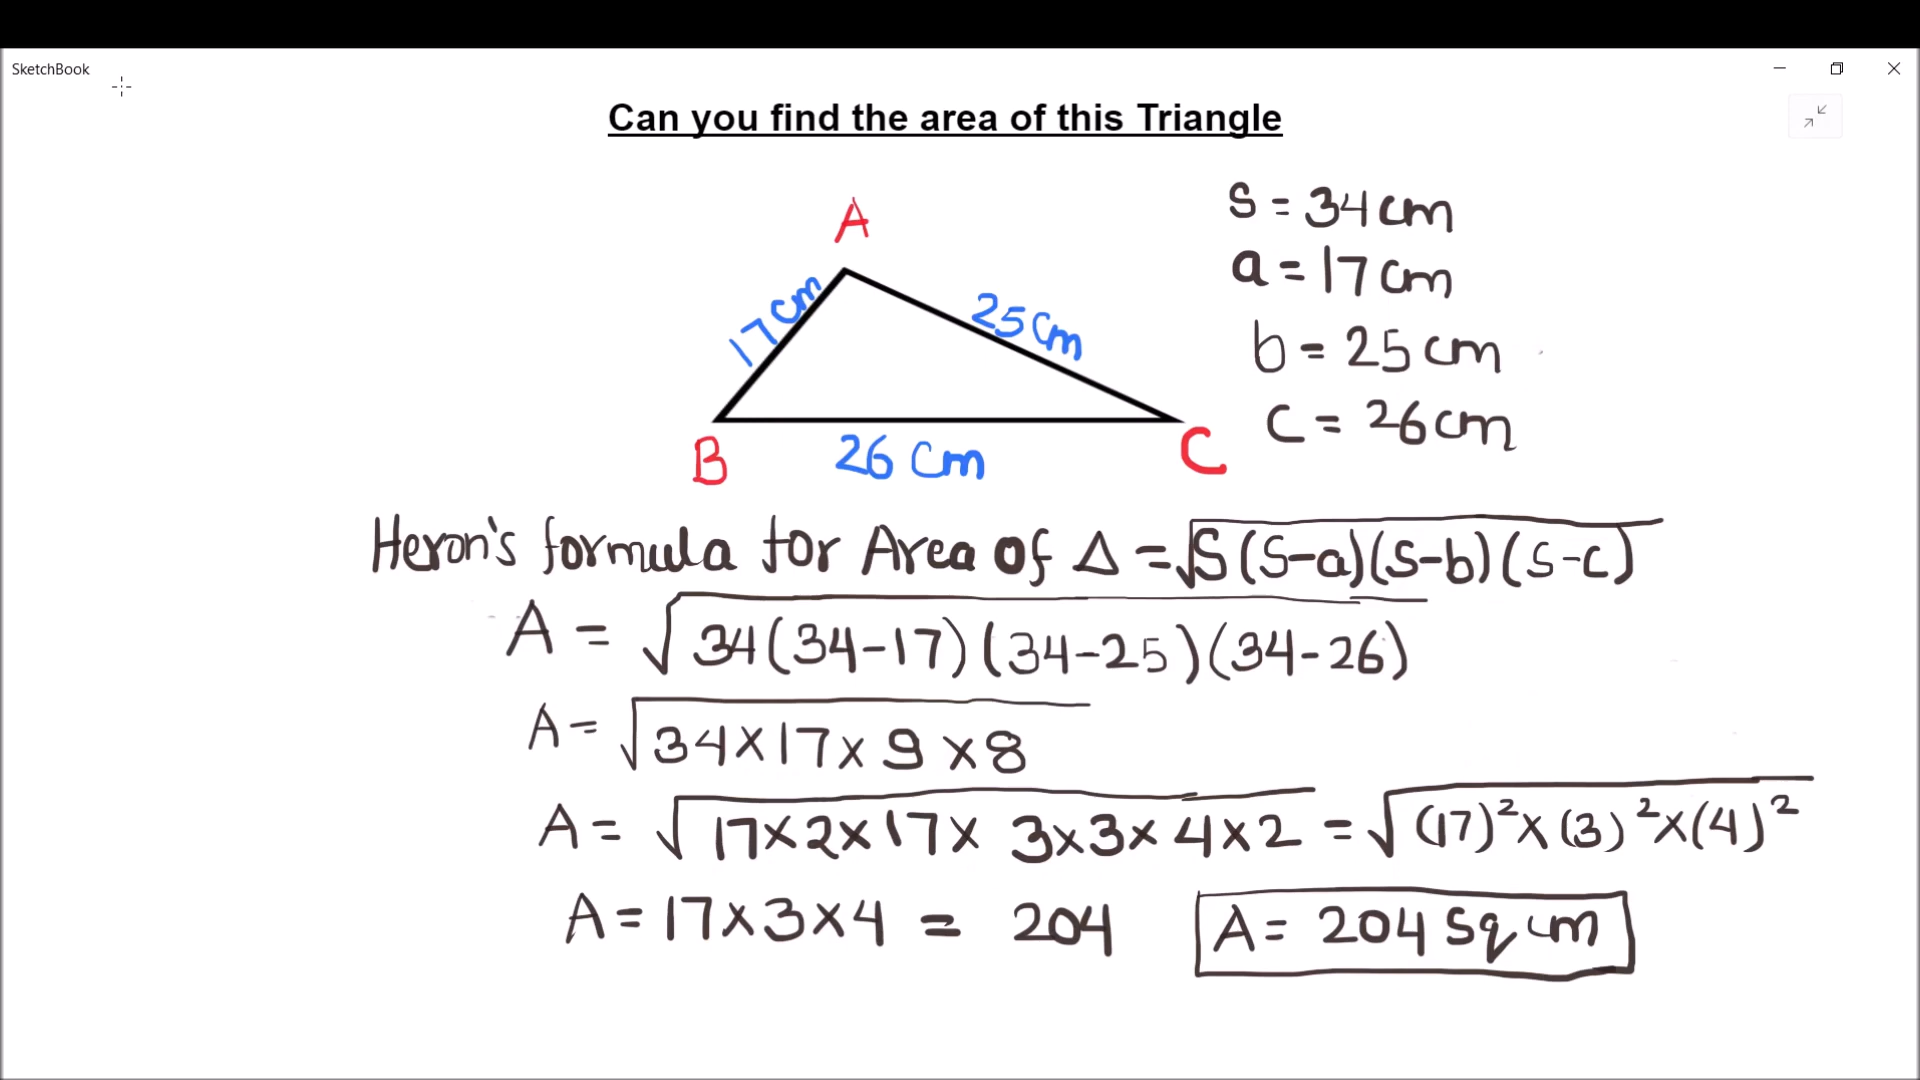 SketchBook
Can you find the area of this Triangle
A
17 cm
25 cm
B
26 cm
C
S = 34 cm
a = 17 cm
b = 25 cm
C = 26 cm
Heron's formula for Area of Δ = √S(S-a)(S-b)(S-c)
A = √34(34-17)(34-25)(34-26)
A = √34×17×9×8
A = √17×2×17×3×3×4×2 = √(17)²×(3)²×(4)²
A = 17×3×4 = 204
A = 204 Sq cm